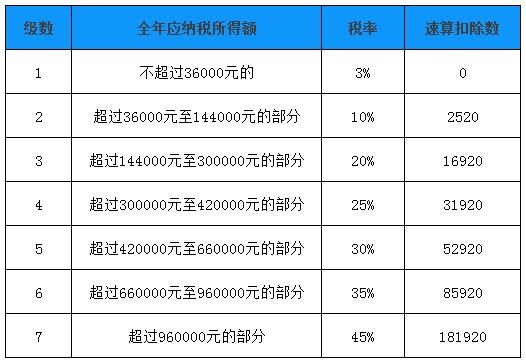 级数 全年应纳税所得额 税率 速算扣除数
1 不超过36000元的 3% 0
2 超过36000元至144000元的部分 10% 2520
3 超过144000元至300000元的部分 20% 16920
4 超过300000元至420000元的部分 25% 31920
5 超过420000元至660000元的部分 30% 52920
6 超过660000元至960000元的部分 35% 85920
7 超过960000元的部分 45% 181920